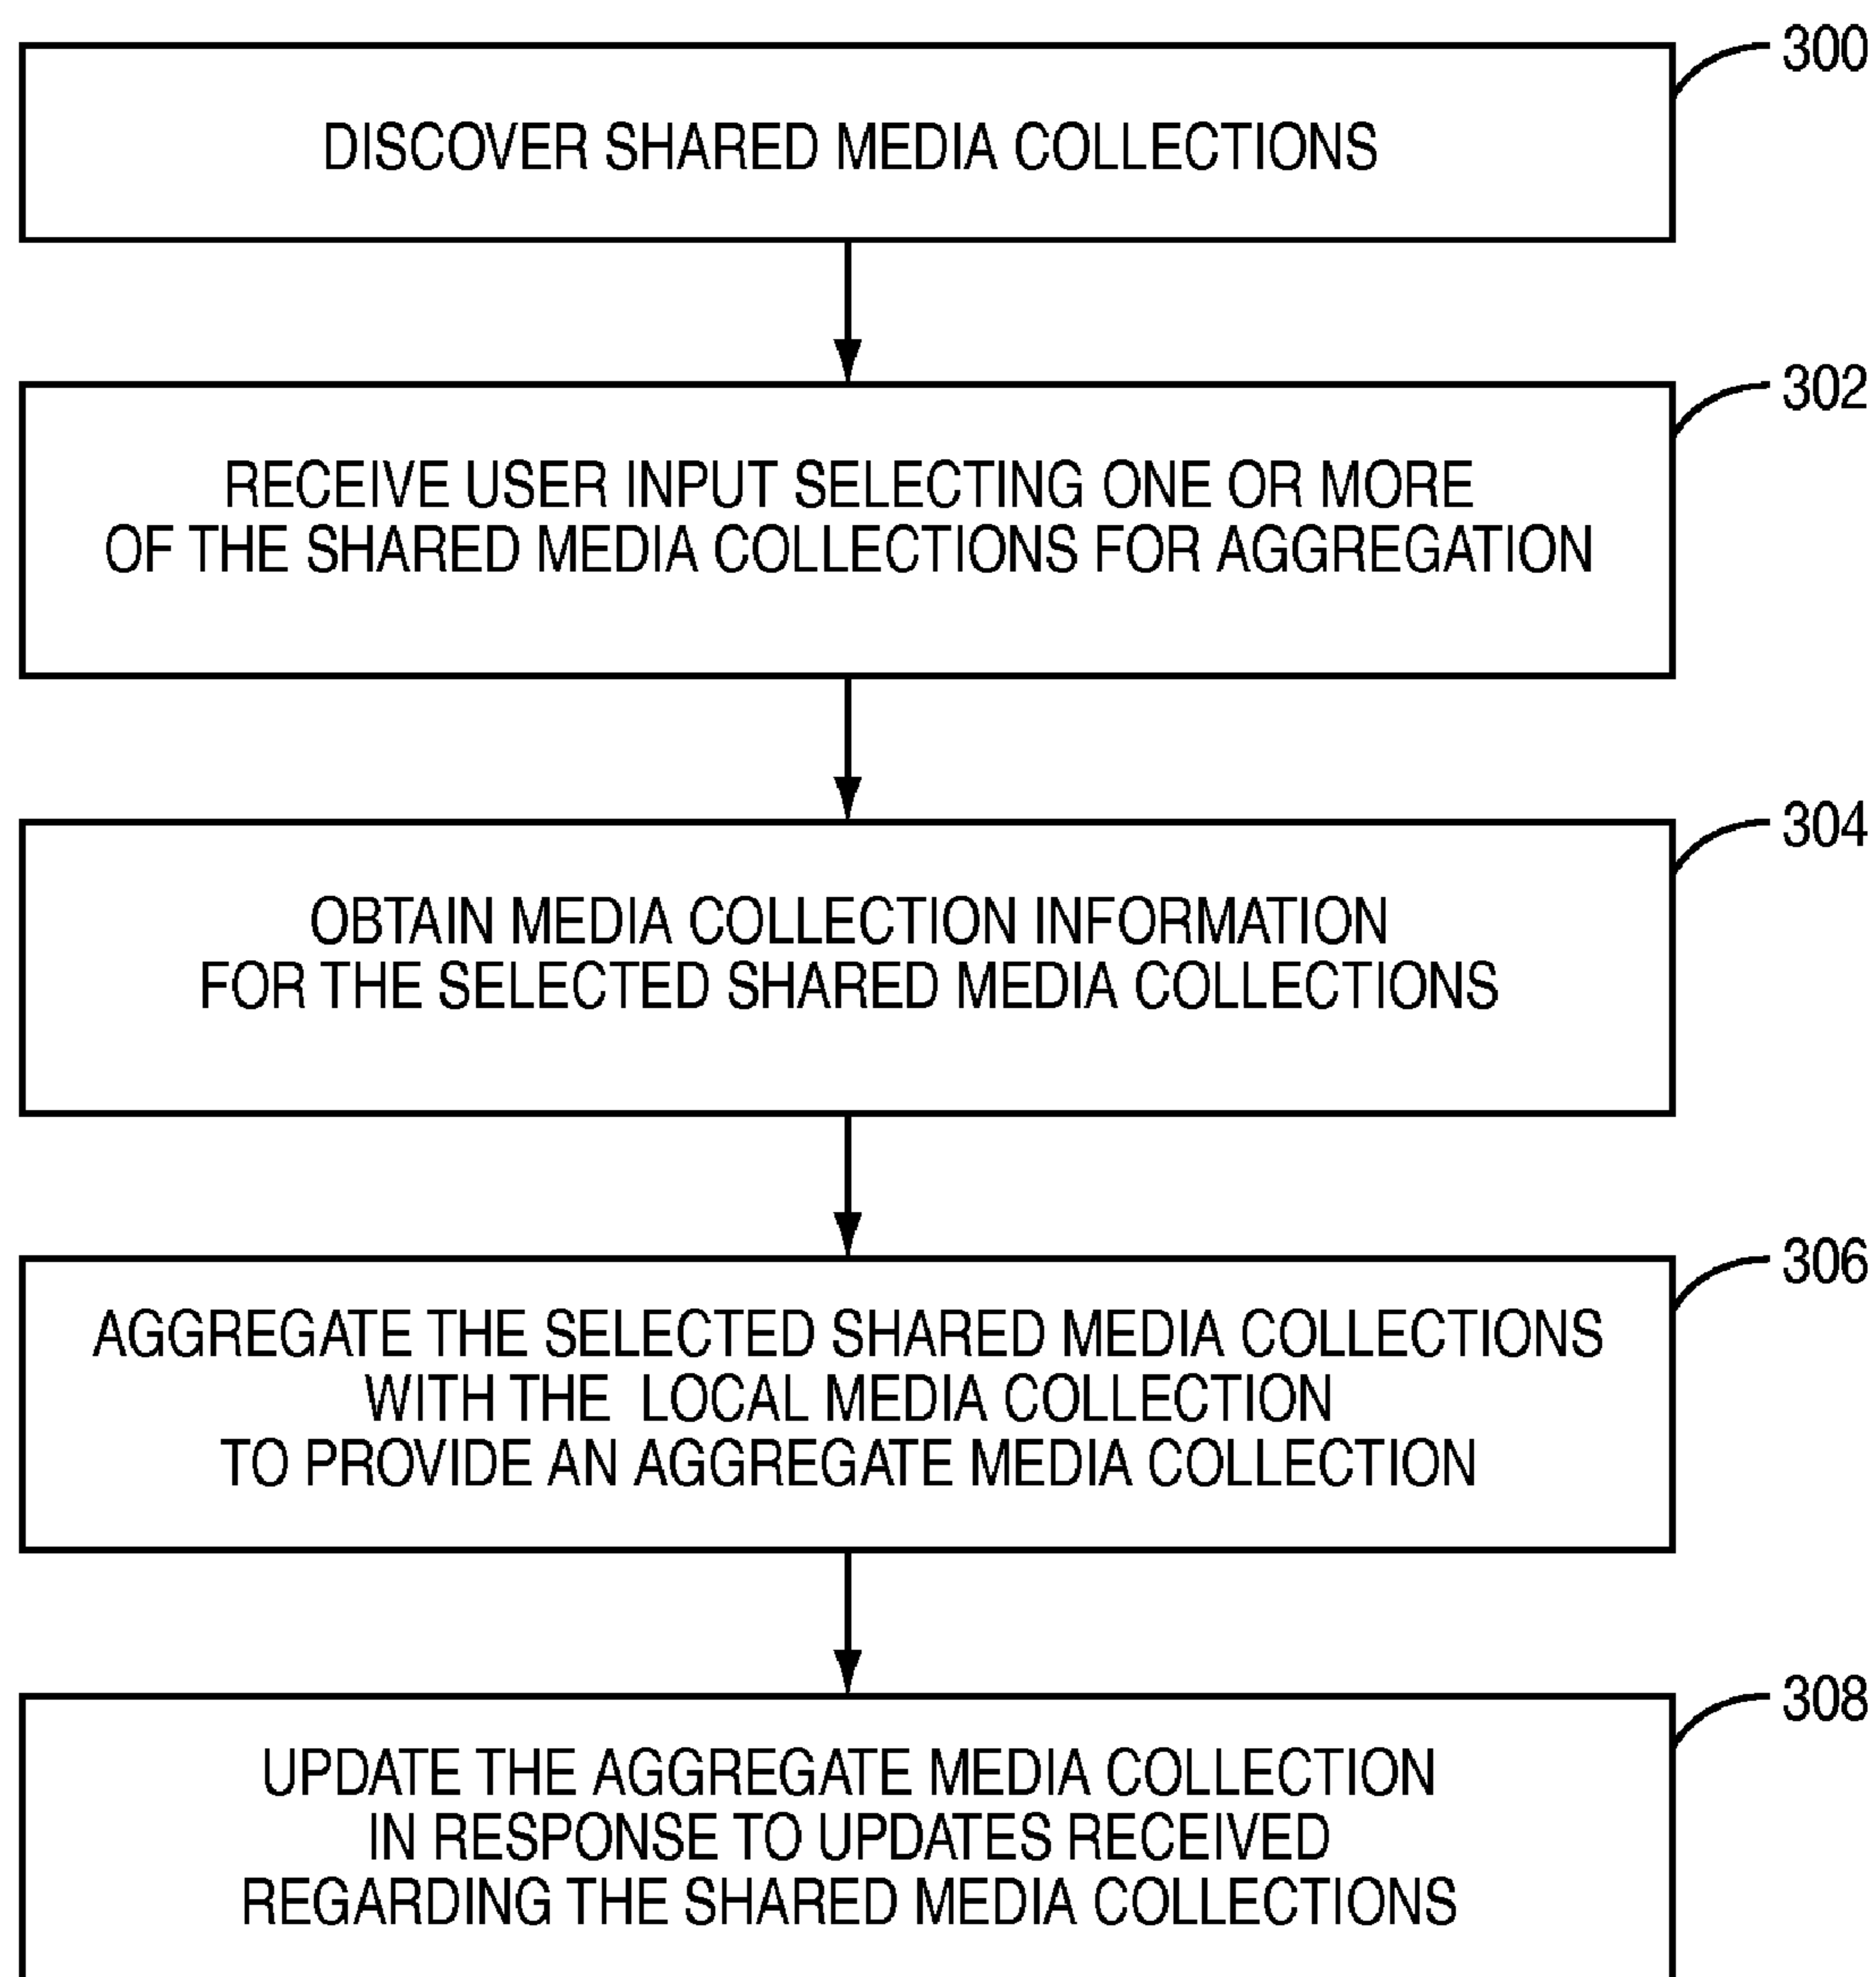 300
DISCOVER SHARED MEDIA COLLECTIONS
302
RECEIVE USER INPUT SELECTING ONE OR MORE
OF THE SHARED MEDIA COLLECTIONS FOR AGGREGATION
304
OBTAIN MEDIA COLLECTION INFORMATION
FOR THE SELECTED SHARED MEDIA COLLECTIONS
306
AGGREGATE THE SELECTED SHARED MEDIA COLLECTIONS
WITH THE LOCAL MEDIA COLLECTION
TO PROVIDE AN AGGREGATE MEDIA COLLECTION
308
UPDATE THE AGGREGATE MEDIA COLLECTION
IN RESPONSE TO UPDATES RECEIVED
REGARDING THE SHARED MEDIA COLLECTIONS